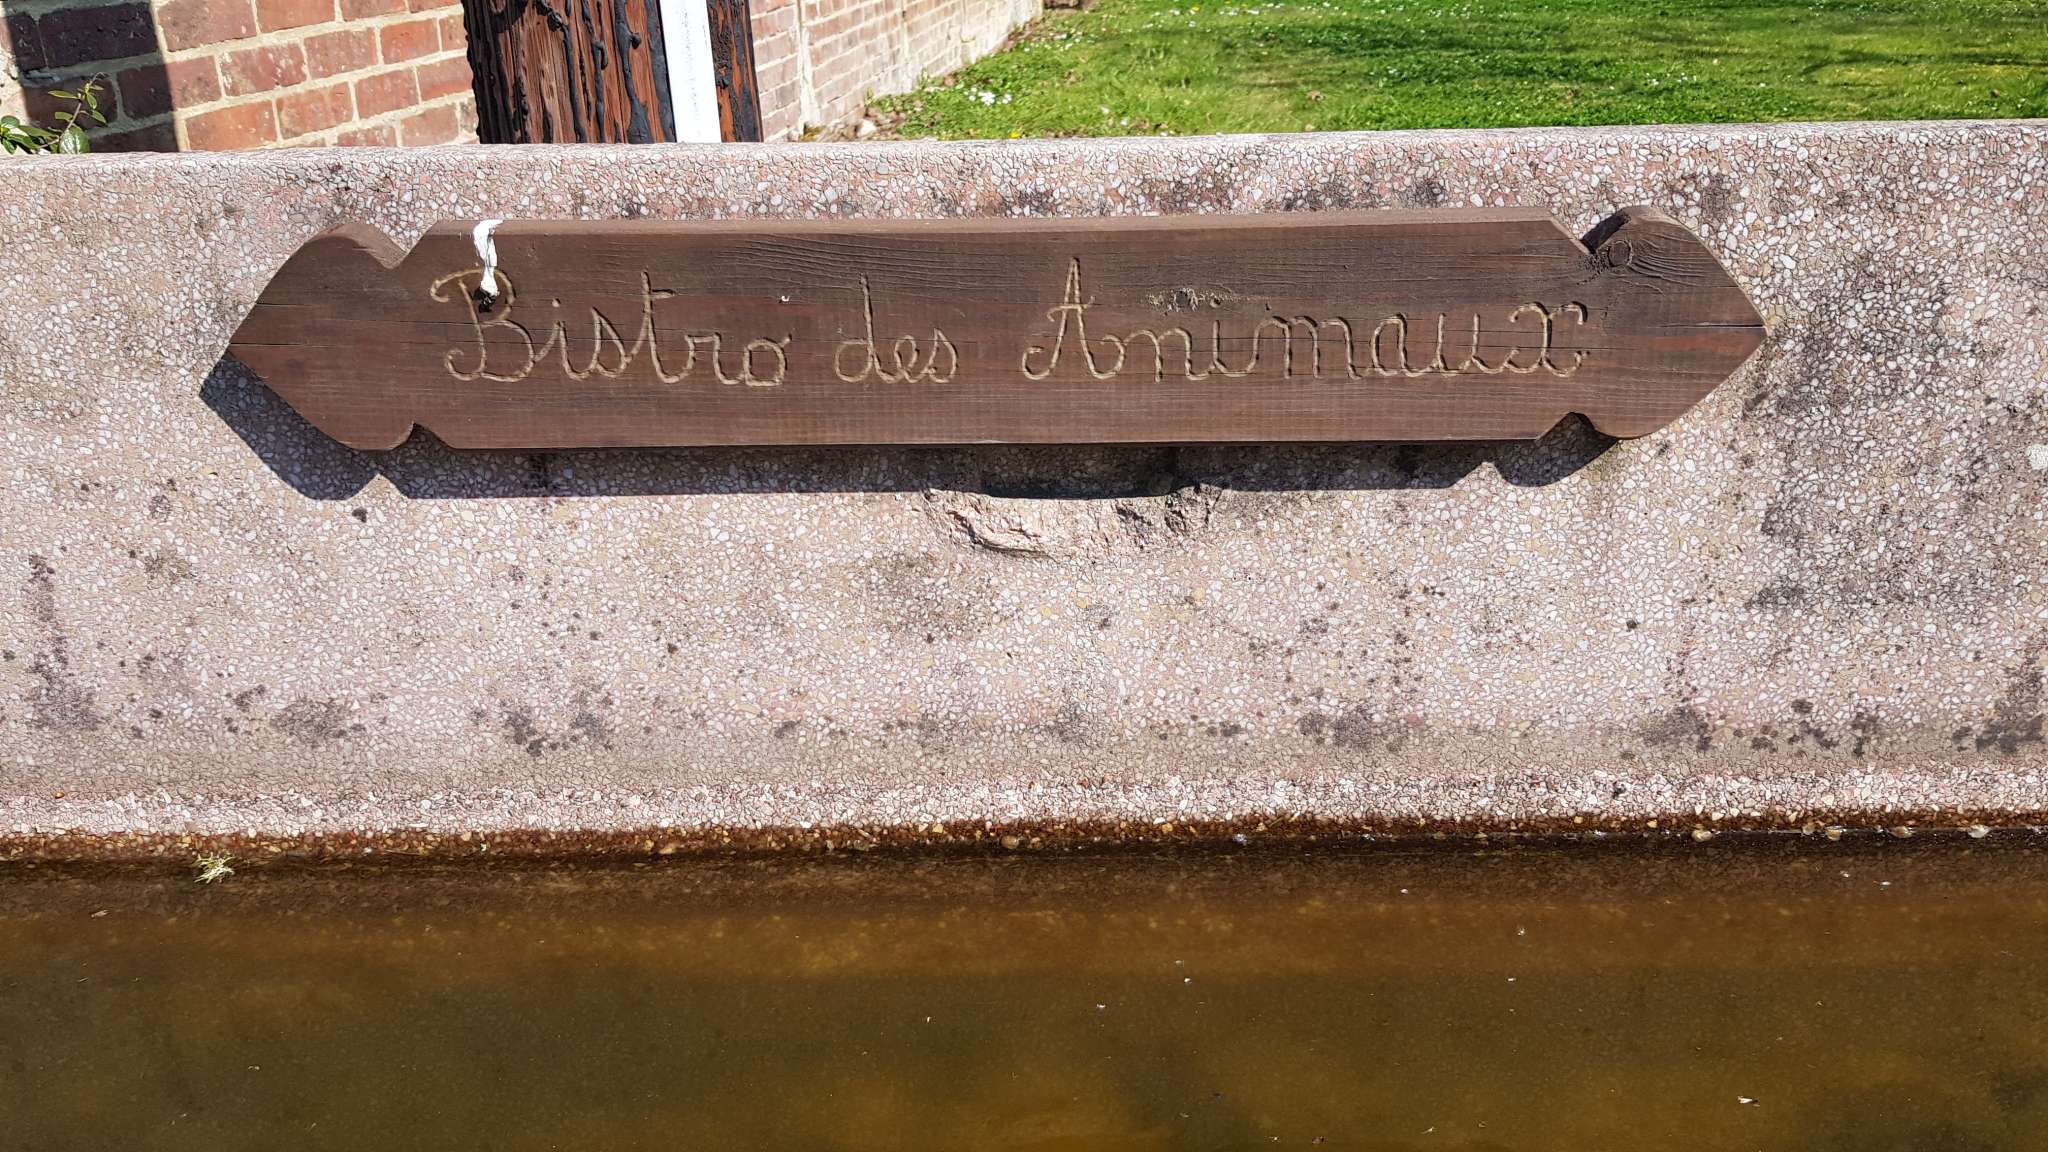 Bistro des Animaux